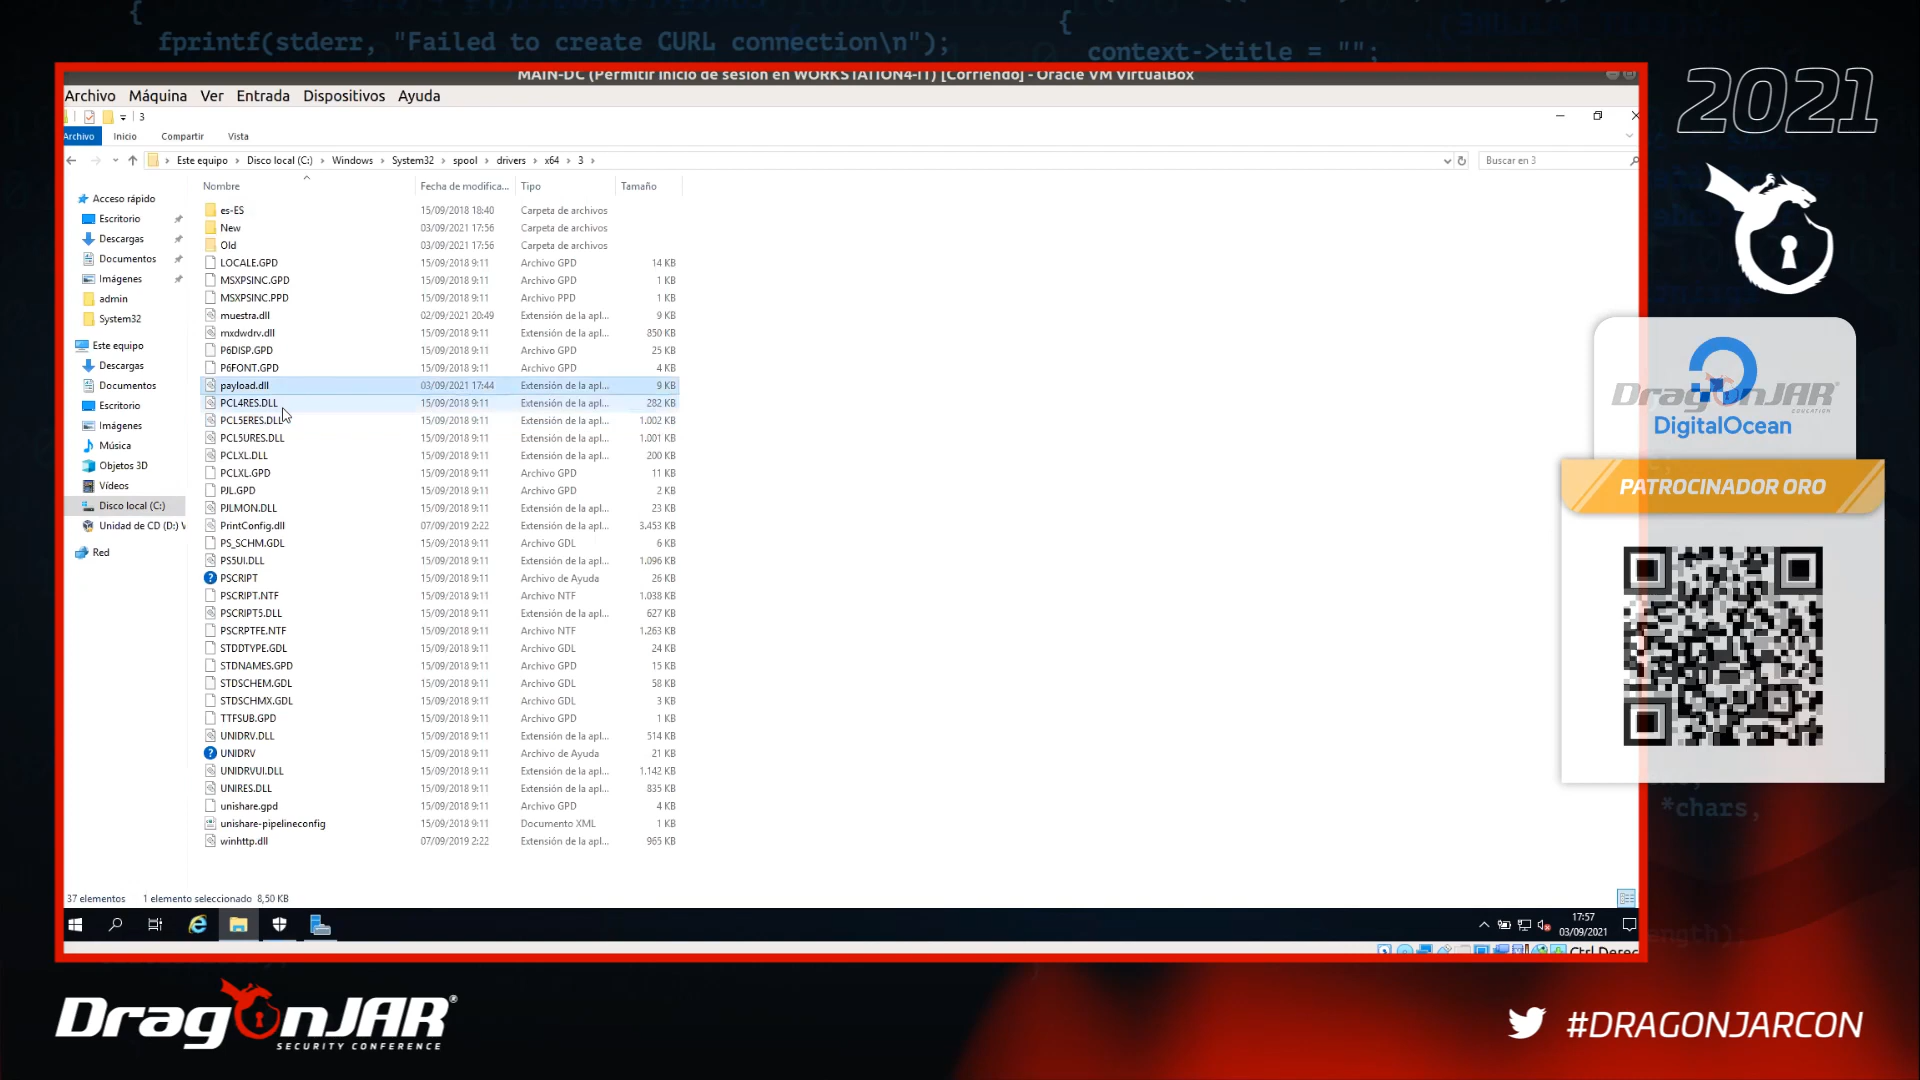 fprintf(stderr, "Failed to create CURL connection\n");
{
{
context->title = "";
2021
MAIN-DC (Permitir inicio de sesión en WORKSTATION4-IT) [Corriendo] - Oracle VM VirtualBox
Archivo Máquina Ver Entrada Dispositivos Ayuda
3
Archivo Inicio Compartir Vista
Este equipo > Disco local (C:) > Windows > System32 > spool > drivers > x64 > 3 >
Buscar en 3
Nombre Fecha de modifica... Tipo Tamaño
Acceso rápido
Escritorio
Descargas
Documentos
Imágenes
admin
System32
Este equipo
Descargas
Documentos
Escritorio
Imágenes
Música
Objetos 3D
Vídeos
Disco local (C:)
Unidad de CD (D:) V
Red
es-ES 15/09/2018 18:40 Carpeta de archivos
New 03/09/2021 17:56 Carpeta de archivos
Old 03/09/2021 17:56 Carpeta de archivos
LOCALE.GPD 15/09/2018 9:11 Archivo GPD 14 KB
MSXPSINC.GPD 15/09/2018 9:11 Archivo GPD 1 KB
MSXPSINC.PPD 15/09/2018 9:11 Archivo PPD 1 KB
muestra.dll 02/09/2021 20:49 Extensión de la apl... 9 KB
mxdwdrv.dll 15/09/2018 9:11 Extensión de la apl... 850 KB
P6DISP.GPD 15/09/2018 9:11 Archivo GPD 25 KB
P6FONT.GPD 15/09/2018 9:11 Archivo GPD 4 KB
payload.dll 03/09/2021 17:44 Extensión de la apl... 9 KB
PCL4RES.DLL 15/09/2018 9:11 Extensión de la apl... 282 KB
PCL5ERES.DLL 15/09/2018 9:11 Extensión de la apl... 1.002 KB
PCL5URES.DLL 15/09/2018 9:11 Extensión de la apl... 1.001 KB
PCLXL.DLL 15/09/2018 9:11 Extensión de la apl... 200 KB
PCLXL.GPD 15/09/2018 9:11 Archivo GPD 11 KB
PJL.GPD 15/09/2018 9:11 Archivo GPD 2 KB
PJLMON.DLL 15/09/2018 9:11 Extensión de la apl... 23 KB
PrintConfig.dll 07/09/2019 2:22 Extensión de la apl... 3.453 KB
PS_SCHM.GDL 15/09/2018 9:11 Archivo GDL 6 KB
PS5UI.DLL 15/09/2018 9:11 Extensión de la apl... 1.096 KB
PSCRIPT 15/09/2018 9:11 Archivo de Ayuda 26 KB
PSCRIPT.NTF 15/09/2018 9:11 Archivo NTF 1.038 KB
PSCRIPT5.DLL 15/09/2018 9:11 Extensión de la apl... 627 KB
PSCRPTFE.NTF 15/09/2018 9:11 Archivo NTF 1.263 KB
STDDTYPE.GDL 15/09/2018 9:11 Archivo GDL 24 KB
STDNAMES.GPD 15/09/2018 9:11 Archivo GPD 15 KB
STDSCHEM.GDL 15/09/2018 9:11 Archivo GDL 58 KB
STDSCHMX.GDL 15/09/2018 9:11 Archivo GDL 3 KB
TTFSUB.GPD 15/09/2018 9:11 Archivo GPD 1 KB
UNIDRV.DLL 15/09/2018 9:11 Extensión de la apl... 514 KB
UNIDRV 15/09/2018 9:11 Archivo de Ayuda 21 KB
UNIDRVUI.DLL 15/09/2018 9:11 Extensión de la apl... 1.142 KB
UNIRES.DLL 15/09/2018 9:11 Extensión de la apl... 835 KB
unishare.gpd 15/09/2018 9:11 Archivo GPD 4 KB
unishare-pipelineconfig 15/09/2018 9:11 Documento XML 1 KB
winhttp.dll 07/09/2019 2:22 Extensión de la apl... 965 KB
37 elementos 1 elemento seleccionado 8,50 KB
17:57
03/09/2021
Ctrl Derec
DragonJAR
EDUCATION
DigitalOcean
PATROCINADOR ORO
*chars,
DragonJAR
SECURITY CONFERENCE
#DRAGONJARCON